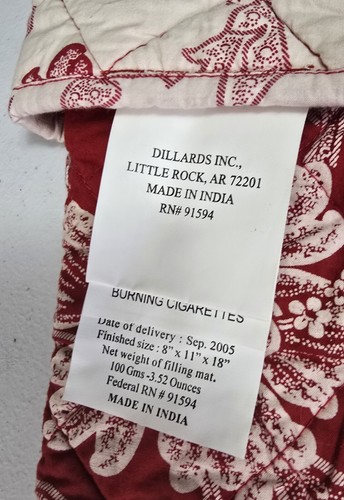 DILLARDS INC.,
LITTLE ROCK, AR 72201
MADE IN INDIA
RN# 91594
BURNING CIGARETTES
Date of delivery : Sep. 2005
Finished size : 8" x 11" x 18"
Net weight of filling mat.
100 Gms -3.52 Ounces
Federal RN # 91594
MADE IN INDIA